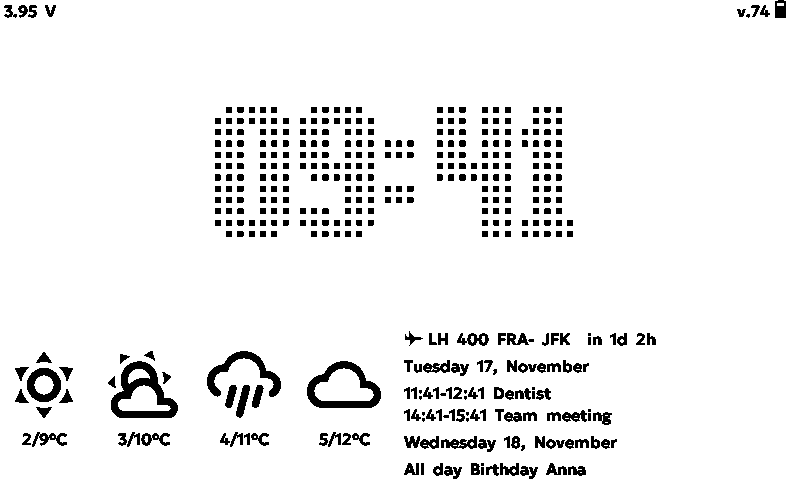 3.95 V
v.74
09:41
LH 400 FRA- JFK in 1d 2h
Tuesday 17, November
11:41-12:41 Dentist
14:41-15:41 Team meeting
Wednesday 18, November
All day Birthday Anna
2/9°C
3/10°C
4/11°C
5/12°C